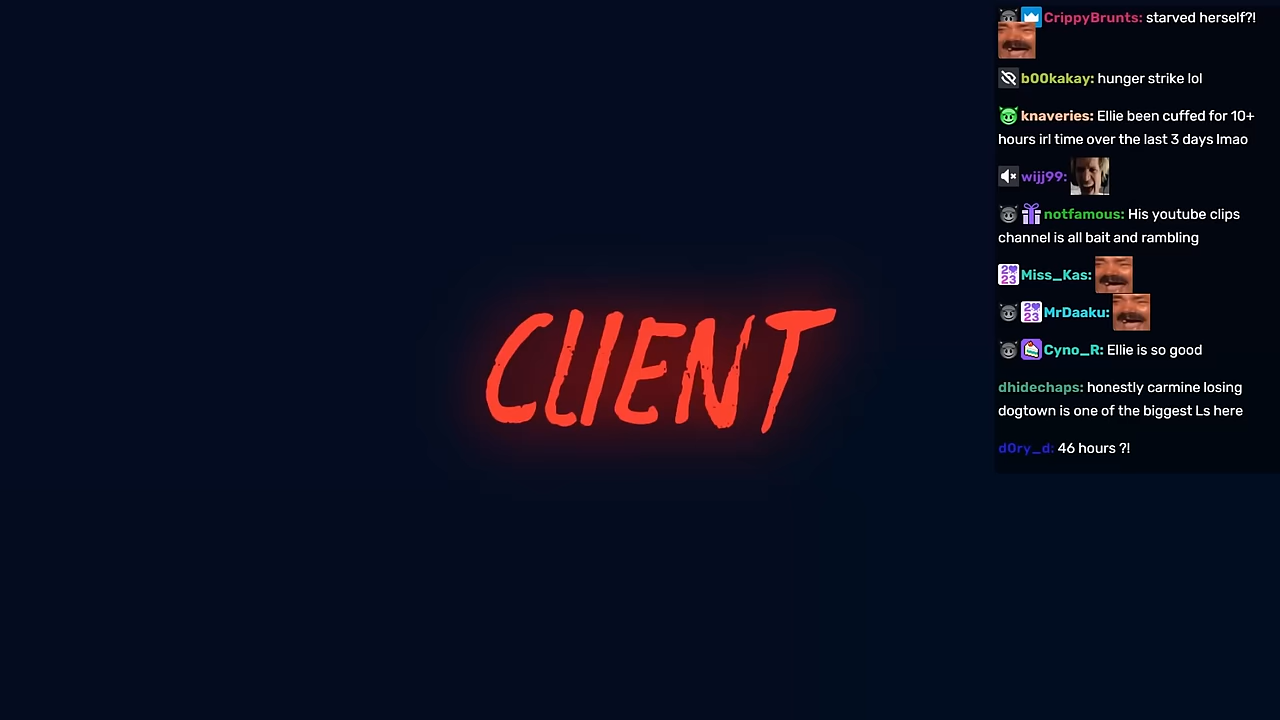 CrippyBrunts: starved herself?!
b00kakay: hunger strike lol
knaveries: Ellie been cuffed for 10+
hours irl time over the last 3 days lmao
wijj99:
notfamous: His youtube clips
channel is all bait and rambling
2023 Miss_Kas:
2023 MrDaaku:
Cyno_R: Ellie is so good
dhidechaps: honestly carmine losing
dogtown is one of the biggest Ls here
d0ry_d: 46 hours ?!
CLIENT